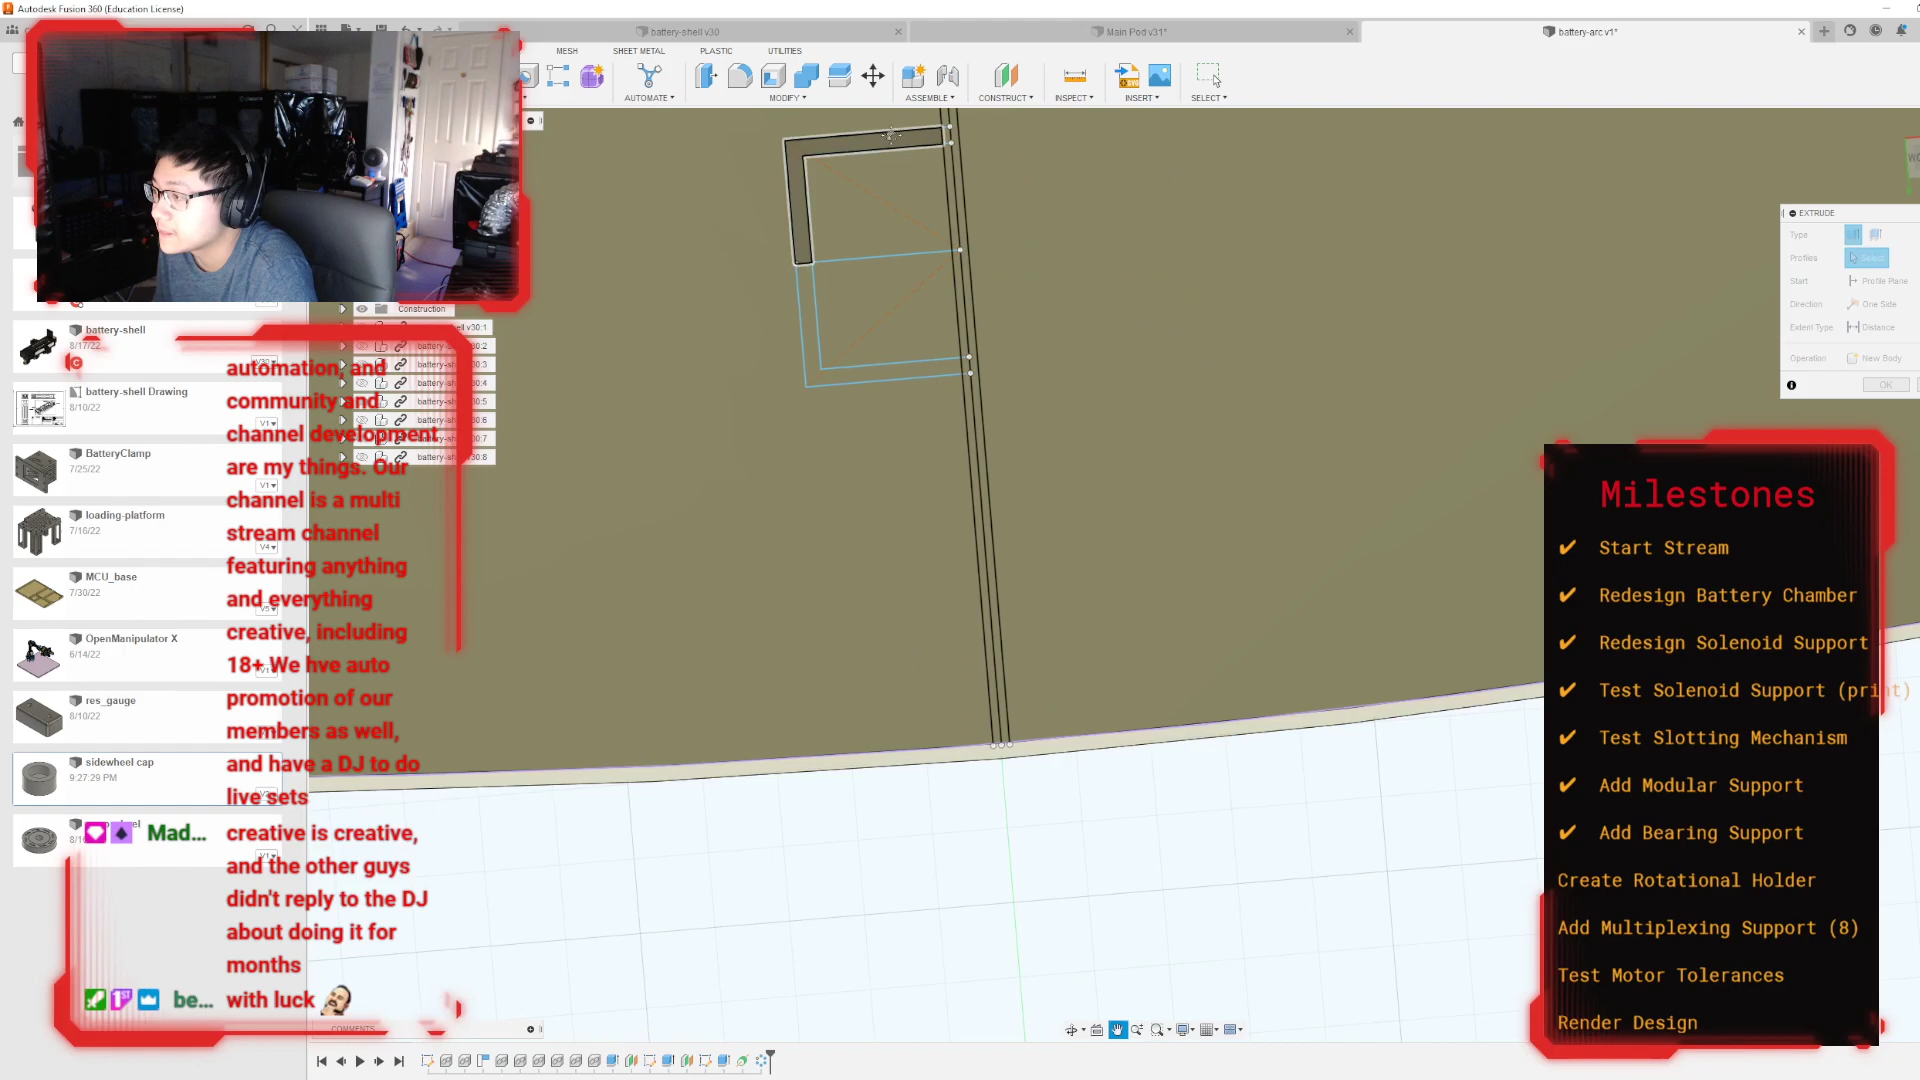 Autodesk Fusion 360 (Education License)
battery-shell v30
Main Pod v31*
battery-arc v1*
MESH
SHEET METAL
PLASTIC
UTILITIES
AUTOMATE
MODIFY
ASSEMBLE
CONSTRUCT
INSPECT
INSERT
SELECT
EXTRUDE
Type
Profiles
Select
Start
Profile Plane
Direction
One Side
Extent Type
Distance
Operation
New Body
OK
Construction
battery-shell
8/17/22
battery-shell Drawing
8/10/22
V1
BatteryClamp
7/25/22
V1
loading-platform
7/16/22
V4
MCU_base
7/30/22
V5
OpenManipulator X
6/14/22
V1
res_gauge
8/10/22
sidewheel cap
9:27:29 PM
V1
automation, and
community and
channel development
are my things. Our
channel is a multi
stream channel
featuring anything
and everything
creative, including
18+ We hve auto
promotion of our
members as well,
and have a DJ to do
live sets
Mad... creative is creative,
and the other guys
didn't reply to the DJ
about doing it for
months
be... with luck
COMMENTS
Milestones
✔ Start Stream
✔ Redesign Battery Chamber
✔ Redesign Solenoid Support
✔ Test Solenoid Support (print)
✔ Test Slotting Mechanism
✔ Add Modular Support
✔ Add Bearing Support
Create Rotational Holder
Add Multiplexing Support (8)
Test Motor Tolerances
Render Design